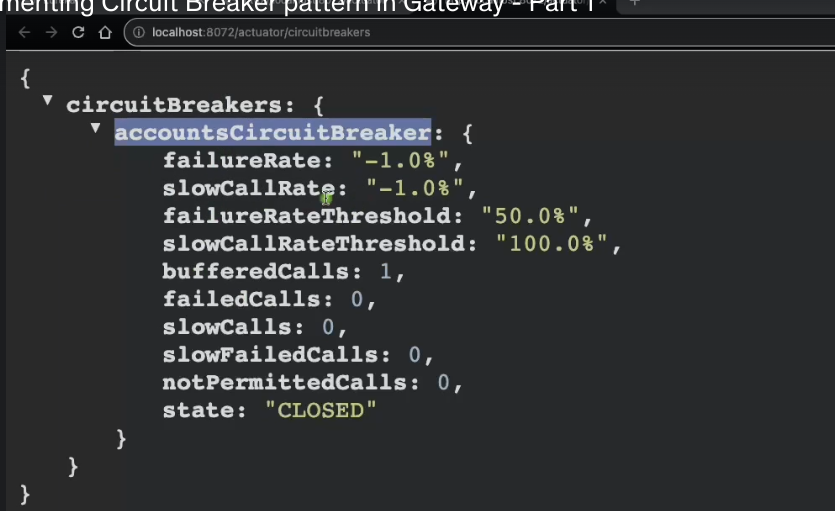 menting Circuit Breaker pattern in Gateway - Part 1
localhost:8072/actuator/circuitbreakers
{
circuitBreakers: {
accountsCircuitBreaker: {
failureRate: "-1.0%",
slowCallRate: "-1.0%",
failureRateThreshold: "50.0%",
slowCallRateThreshold: "100.0%",
bufferedCalls: 1,
failedCalls: 0,
slowCalls: 0,
slowFailedCalls: 0,
notPermittedCalls: 0,
state: "CLOSED"
}
}
}